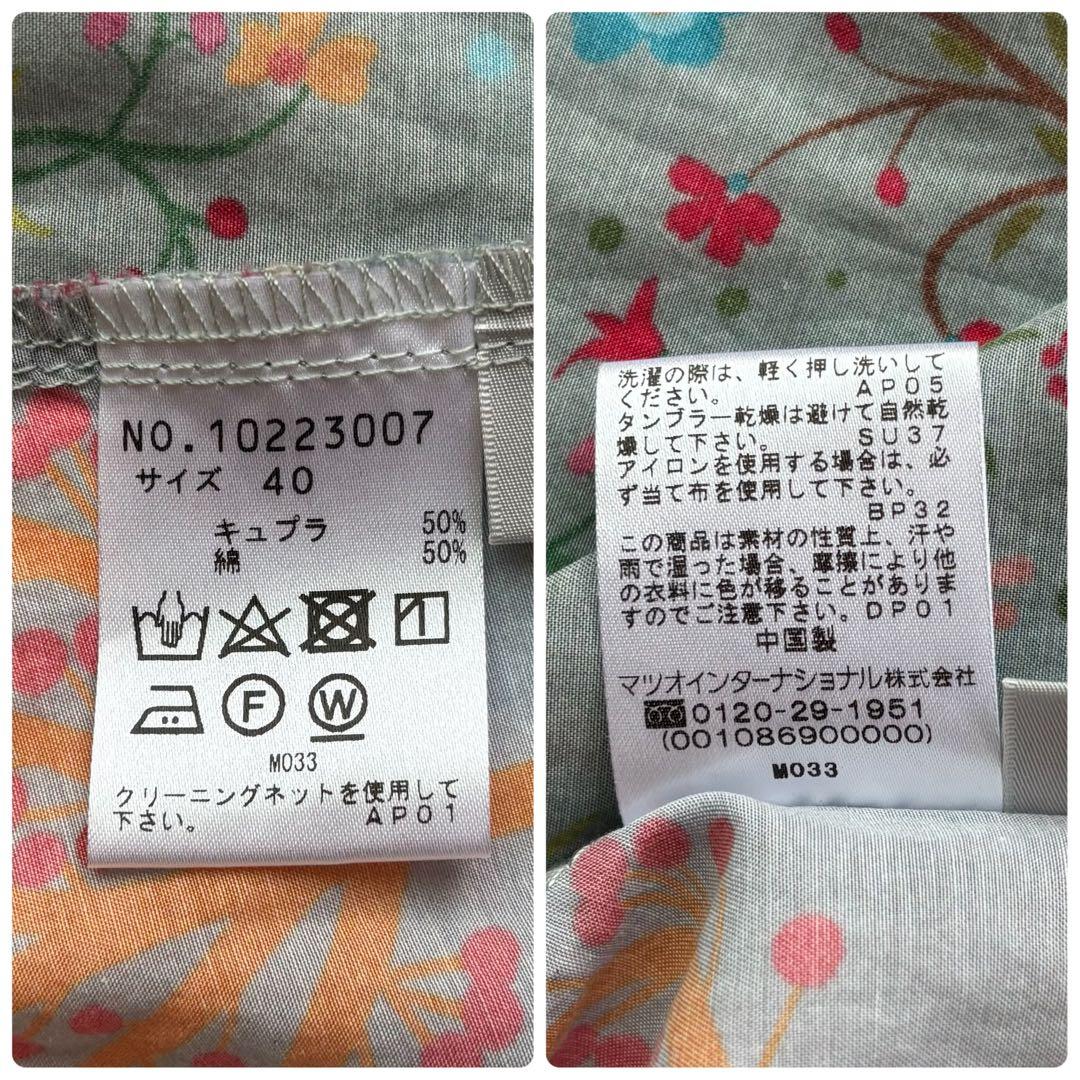 NO.10223007
サイズ 40
キュプラ 50%
綿 50%
1
F
W
M033
クリーニングネットを使用して
下さい。 AP01
洗濯の際は、軽く押し洗いして
ください。 AP05
タンブラー乾燥は避けて自然乾
燥して下さい。 SU37
アイロンを使用する場合は、必
ず当て布を使用して下さい。
BP32
この商品は素材の性質上、汗や
雨で湿った場合、摩擦により他
の衣料に色が移ることがありま
すのでご注意下さい。DP01
中国製
マツオインターナショナル株式会社
0120-29-1951
(001086900000)
M033